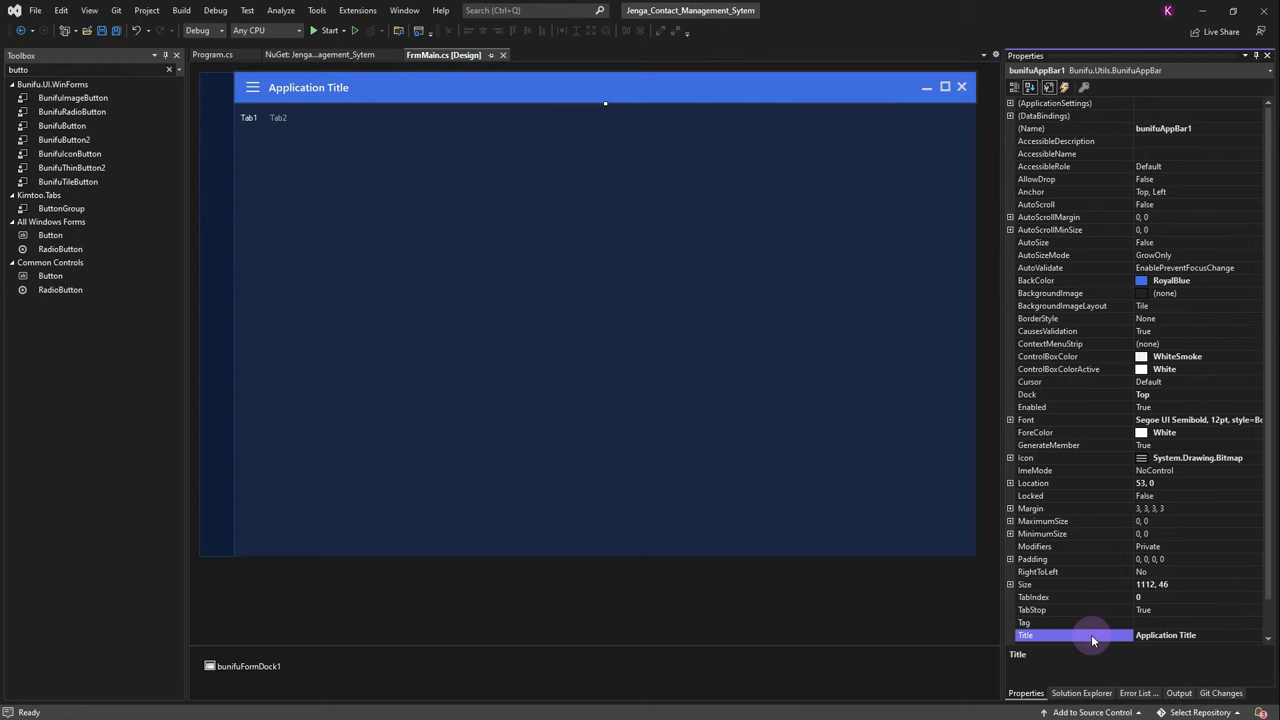 File Edit View Git Project Build Debug Test Analyze Tools Extensions Window Help Search (Ctrl+Q) Jenga_Contact_Management_Sytem K
Debug Any CPU Start Live Share
Toolbox
butto
Bunifu.UI.WinForms
BunifuImageButton
BunifuRadioButton
BunifuButton
BunifuButton2
BunifuIconButton
BunifuThinButton2
BunifuTileButton
Kimtoo.Tabs
ButtonGroup
All Windows Forms
Button
RadioButton
Common Controls
Button
RadioButton
Program.cs NuGet: Jenga..._Sytem FrmMain.cs [Design]
Application Title
Tab1 Tab2
bunifuFormDock1
Properties
bunifuAppBar1 Bunifu.Utils.BunifuAppBar
(ApplicationSettings)
(DataBindings)
(Name) bunifuAppBar1
AccessibleDescription
AccessibleName
AccessibleRole Default
AllowDrop False
Anchor Top, Left
AutoScroll False
AutoScrollMargin 0, 0
AutoScrollMinSize 0, 0
AutoSize False
AutoSizeMode GrowOnly
AutoValidate EnablePreventFocusChange
BackColor RoyalBlue
BackgroundImage (none)
BackgroundImageLayout Tile
BorderStyle None
CausesValidation True
ContextMenuStrip (none)
ControlBoxColor WhiteSmoke
ControlBoxColorActive White
Cursor Default
Dock Top
Enabled True
Font Segoe UI Semibold, 12pt, style=Bo
ForeColor White
GenerateMember True
Icon System.Drawing.Bitmap
ImeMode NoControl
Location 53, 0
Locked False
Margin 3, 3, 3, 3
MaximumSize 0, 0
MinimumSize 0, 0
Modifiers Private
Padding 0, 0, 0, 0
RightToLeft No
Size 1112, 46
TabIndex 0
TabStop True
Tag
Title Application Title
Title
Properties Solution Explorer Error List ... Output Git Changes
Ready Add to Source Control Select Repository